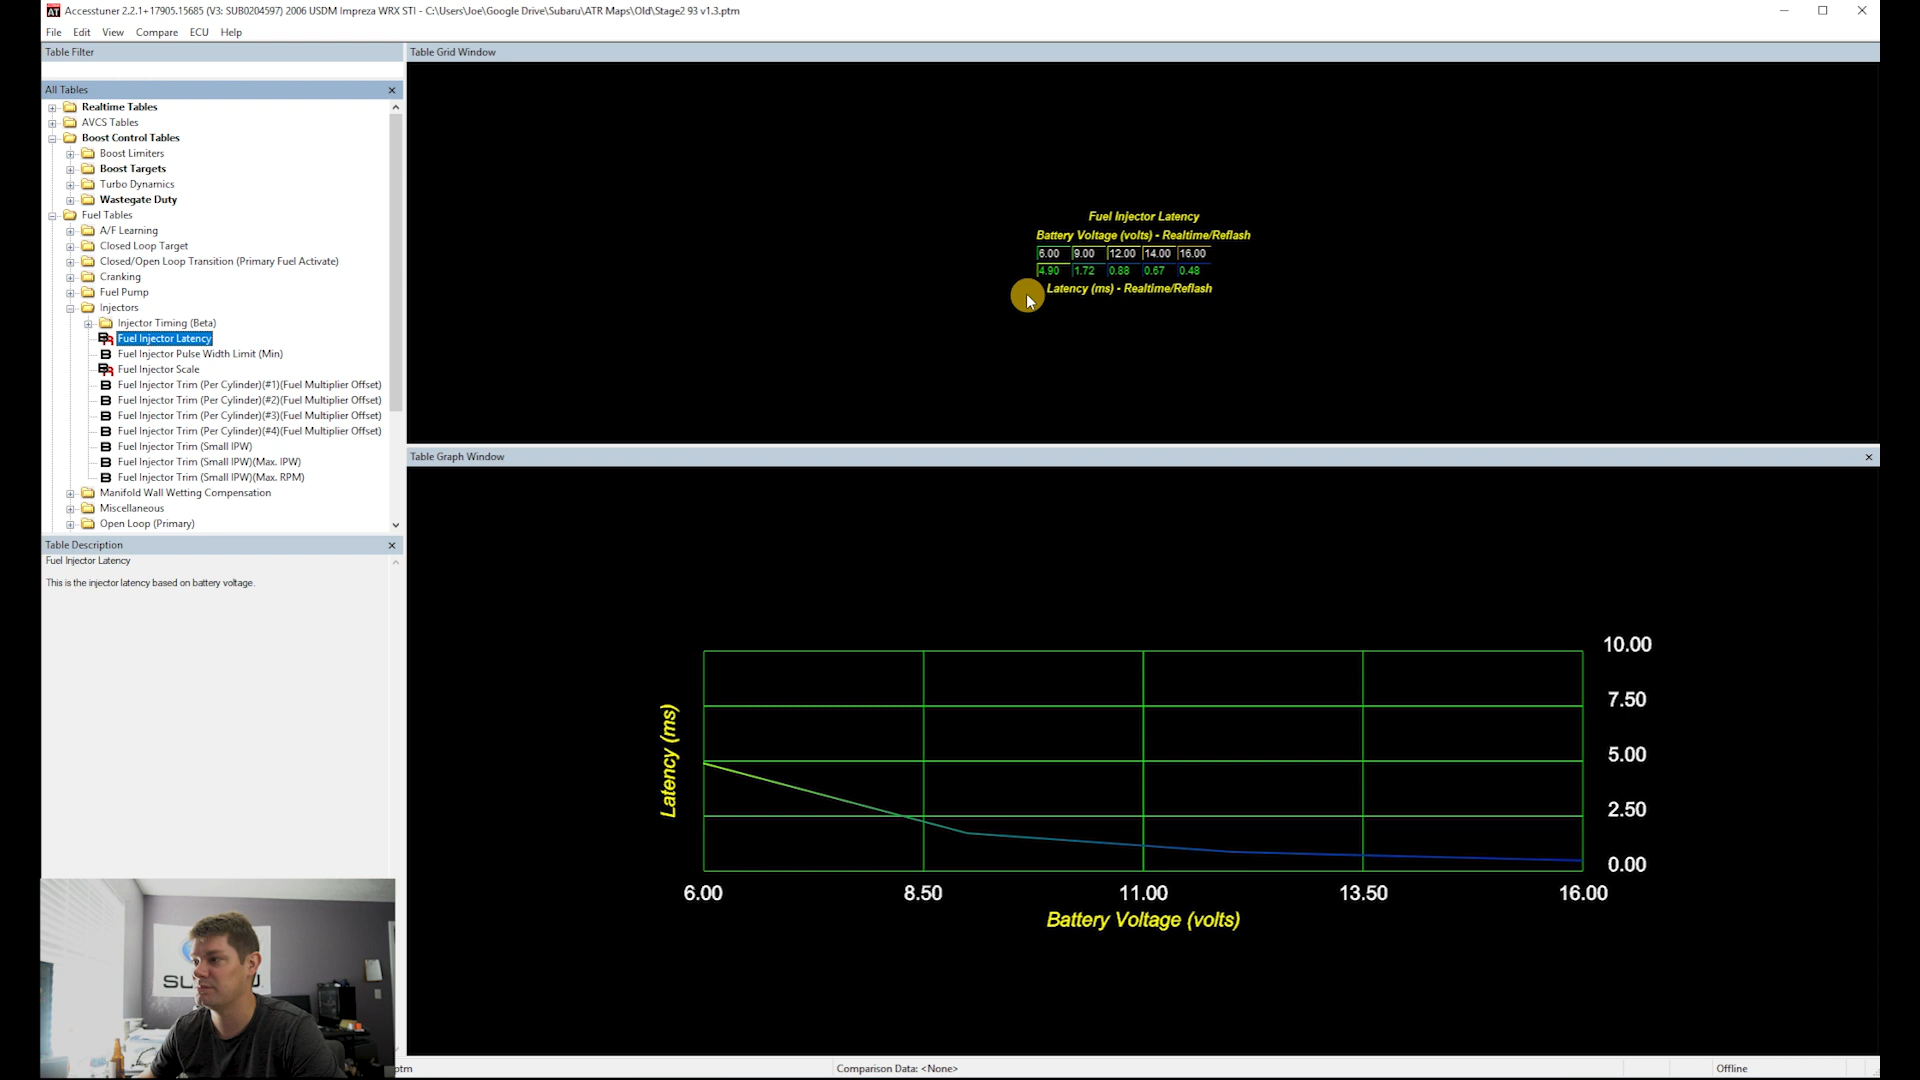 Accesstuner 2.2.1+17905.15685 (V3: SUB0204597) 2006 USDM Impreza WRX STI - C:\Users\Joe\Google Drive\Subaru\ATR Maps\Old\Stage2 93 v1.3.ptm
File Edit View Compare ECU Help
Table Filter
All Tables
Realtime Tables
AVCS Tables
Boost Control Tables
Boost Limiters
Boost Targets
Turbo Dynamics
Wastegate Duty
Fuel Tables
A/F Learning
Closed Loop Target
Closed/Open Loop Transition (Primary Fuel Activate)
Cranking
Fuel Pump
Injectors
Injector Timing (Beta)
Fuel Injector Latency
Fuel Injector Pulse Width Limit (Min)
Fuel Injector Scale
Fuel Injector Trim (Per Cylinder)(#1)(Fuel Multiplier Offset)
Fuel Injector Trim (Per Cylinder)(#2)(Fuel Multiplier Offset)
Fuel Injector Trim (Per Cylinder)(#3)(Fuel Multiplier Offset)
Fuel Injector Trim (Per Cylinder)(#4)(Fuel Multiplier Offset)
Fuel Injector Trim (Small IPW)
Fuel Injector Trim (Small IPW)(Max. IPW)
Fuel Injector Trim (Small IPW)(Max. RPM)
Manifold Wall Wetting Compensation
Miscellaneous
Open Loop (Primary)
Table Description
Fuel Injector Latency
This is the injector latency based on battery voltage.
Table Grid Window
Fuel Injector Latency
Battery Voltage (volts) - Realtime/Reflash
6.00 9.00 12.00 14.00 16.00
4.90 1.72 0.88 0.67 0.48
Latency (ms) - Realtime/Reflash
Table Graph Window
Latency (ms)
10.00
7.50
5.00
2.50
0.00
6.00 8.50 11.00 13.50 16.00
Battery Voltage (volts)
ptm
Comparison Data: <None>
Offline